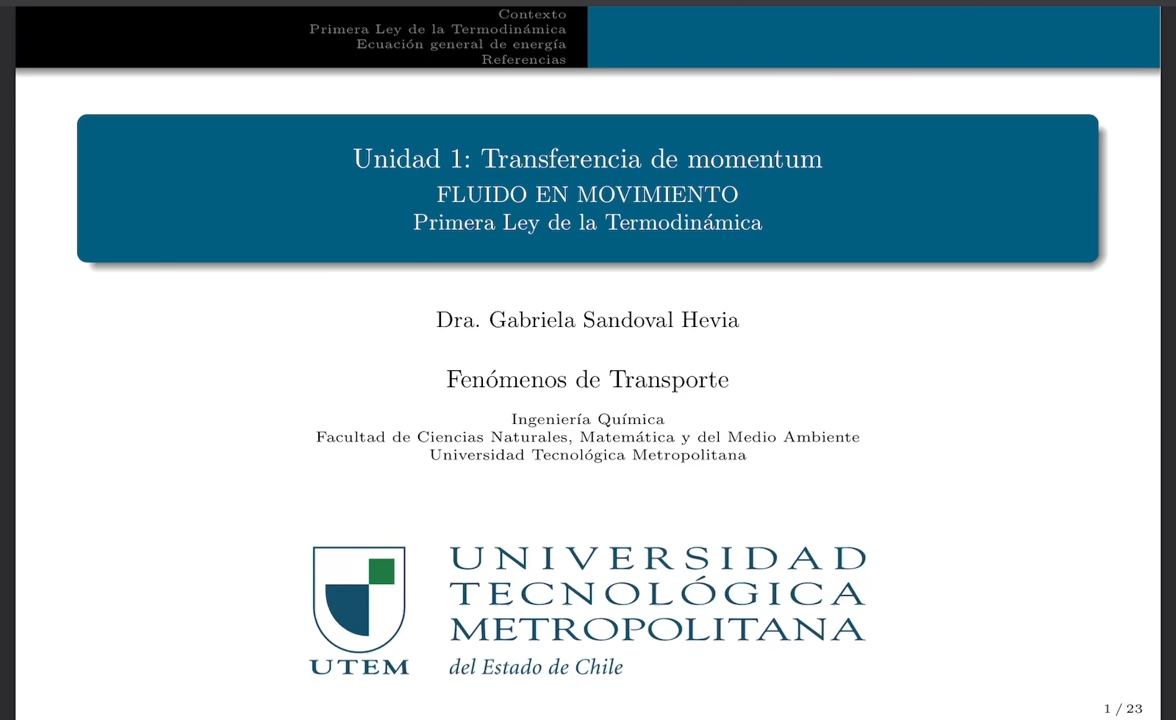 Contexto
Primera Ley de la Termodinámica
Ecuación general de energía
Referencias
Unidad 1: Transferencia de momentum
FLUIDO EN MOVIMIENTO
Primera Ley de la Termodinámica
Dra. Gabriela Sandoval Hevia
Fenómenos de Transporte
Ingeniería Química
Facultad de Ciencias Naturales, Matemática y del Medio Ambiente
Universidad Tecnológica Metropolitana
UNIVERSIDAD
TECNOLÓGICA
METROPOLITANA
UTEM
del Estado de Chile
1 / 23